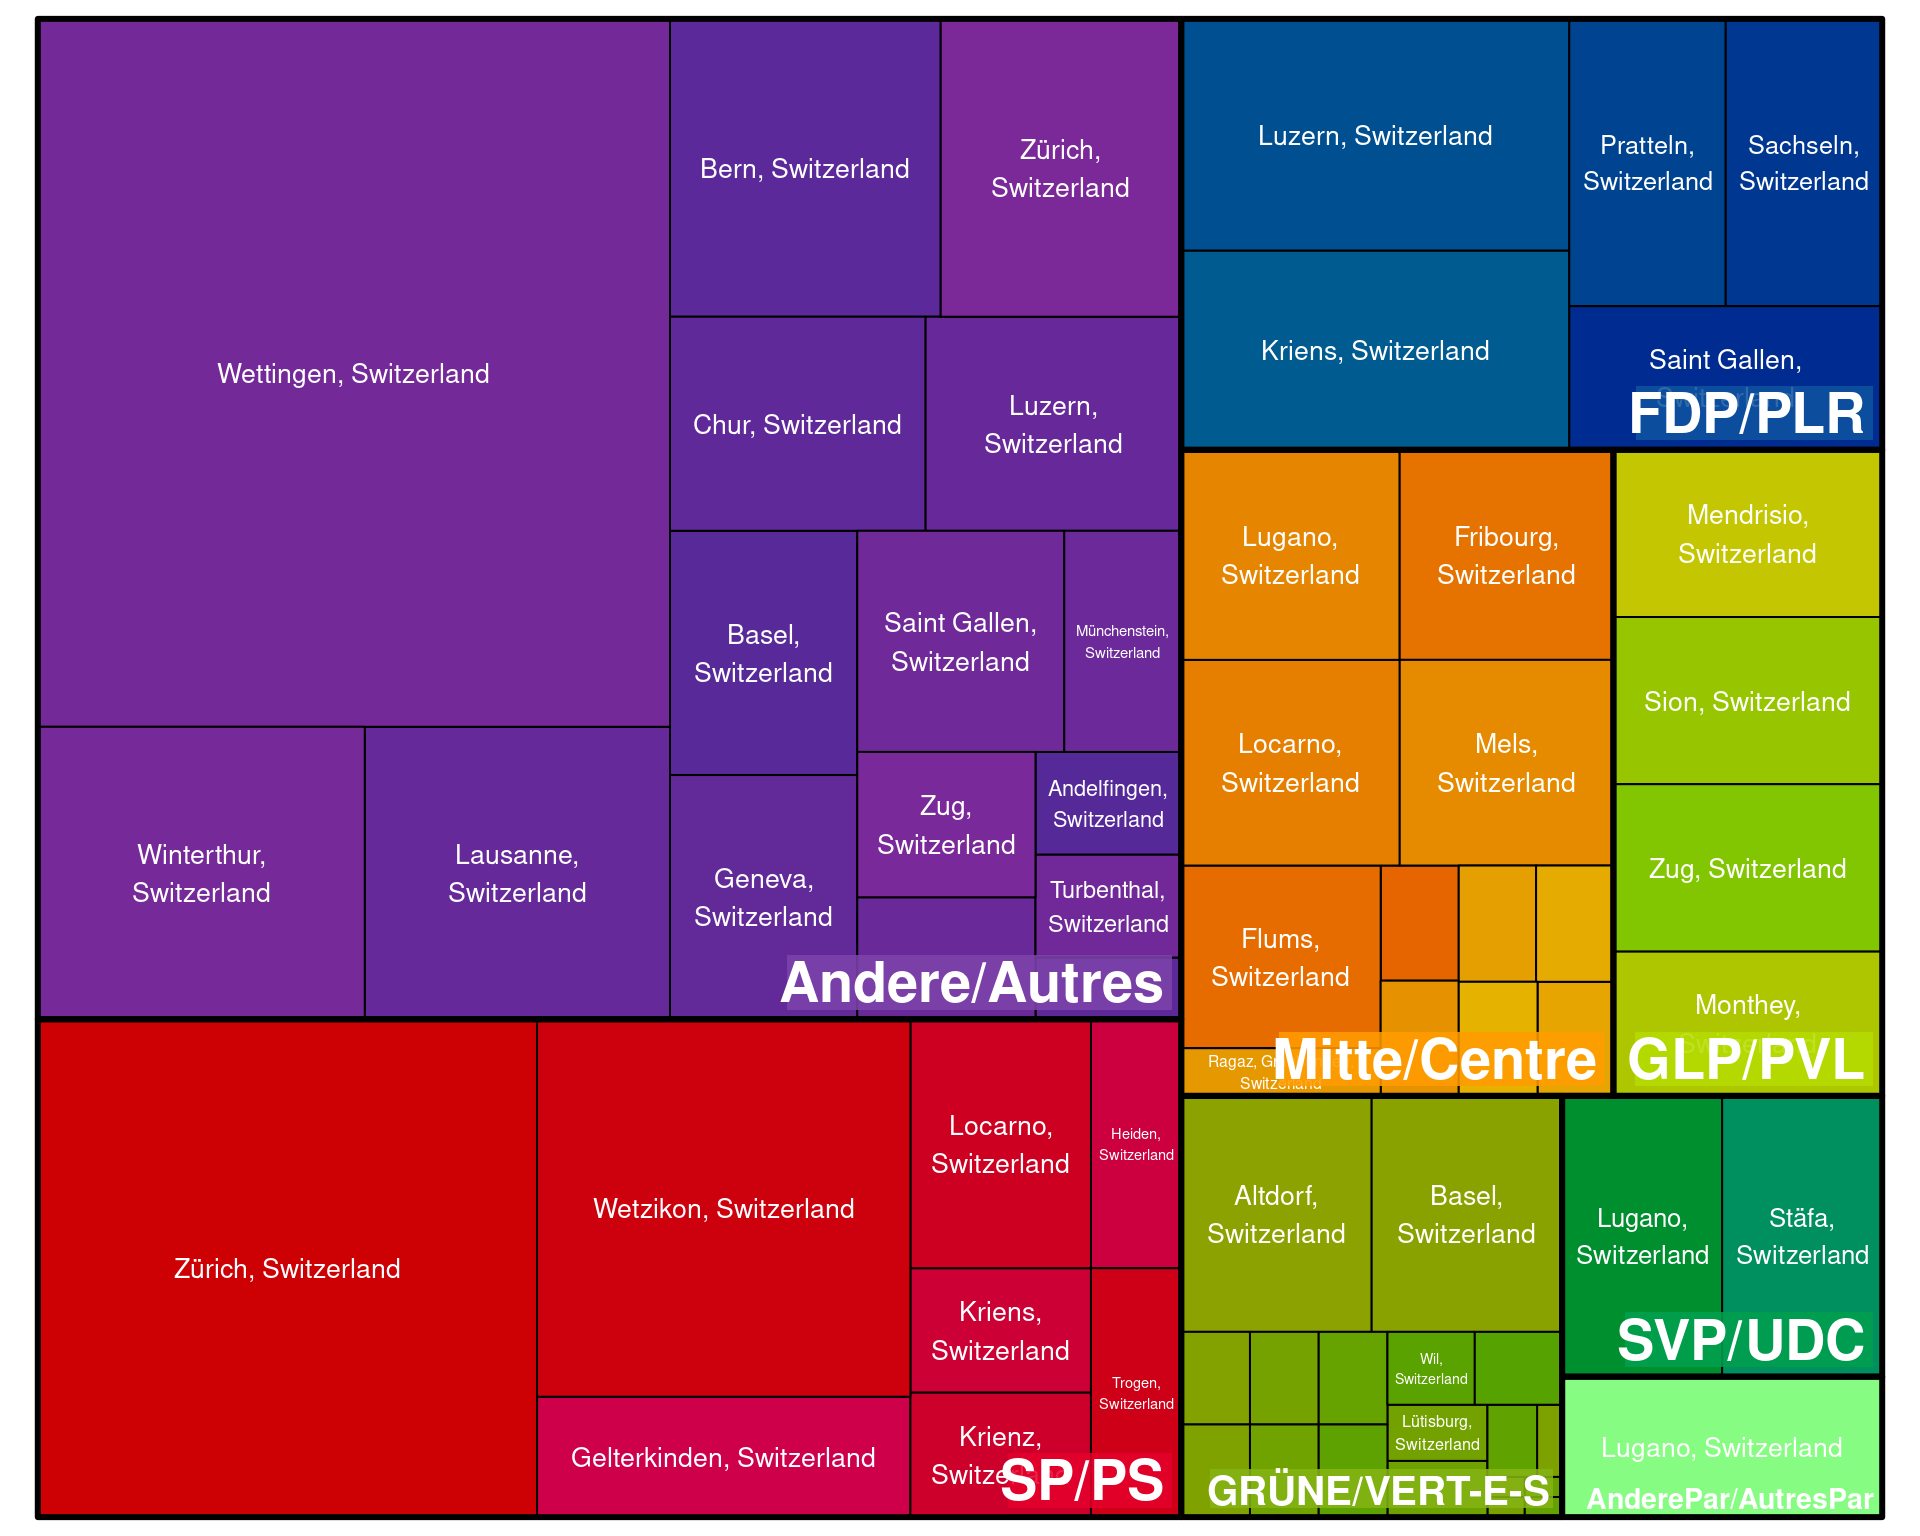 Wettingen, Switzerland
Bern, Switzerland
Zürich,
Switzerland
Chur, Switzerland
Luzern,
Switzerland
Basel,
Switzerland
Saint Gallen,
Switzerland
Münchenstein,
Switzerland
Winterthur,
Switzerland
Lausanne,
Switzerland
Geneva,
Switzerland
Zug,
Switzerland
Andelfingen,
Switzerland
Turbenthal,
Switzerland
Andere/Autres
Zürich, Switzerland
Wetzikon, Switzerland
Gelterkinden, Switzerland
Locarno,
Switzerland
Heiden,
Switzerland
Kriens,
Switzerland
Trogen,
Switzerland
Krienz,
SP/PS
Luzern, Switzerland
Kriens, Switzerland
Pratteln,
Switzerland
Sachseln,
Switzerland
Saint Gallen,
Switzerland
FDP/PLR
Lugano,
Switzerland
Fribourg,
Switzerland
Locarno,
Switzerland
Mels,
Switzerland
Flums,
Switzerland
Ragaz,
Switzerland
Mitte/Centre
Mendrisio,
Switzerland
Sion, Switzerland
Zug, Switzerland
Monthey,
Switzerland
GLP/PVL
Altdorf,
Switzerland
Basel,
Switzerland
Wil,
Switzerland
Lütisburg,
Switzerland
GRÜNE/VERT-E-S
Lugano,
Switzerland
Stäfa,
Switzerland
SVP/UDC
Lugano, Switzerland
AnderePar/AutresPar